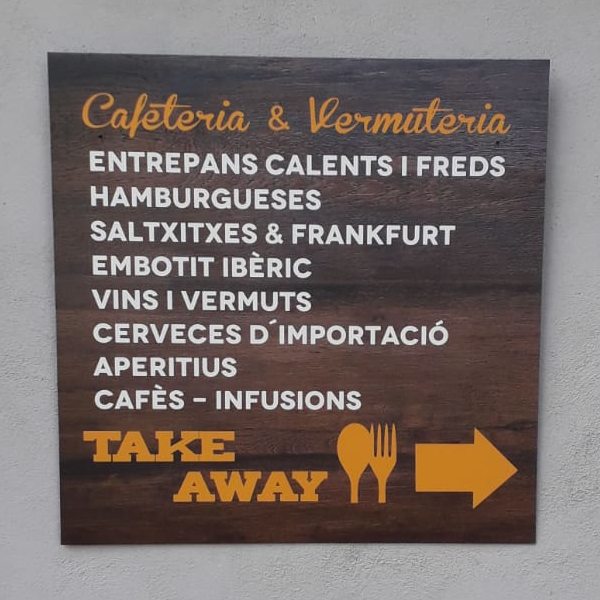 Cafeteria & Vermuteria
ENTREPANS CALENTS I FREDS
HAMBURGUESES
SALTXITXES & FRANKFURT
EMBOTIT IBÈRIC
VINS I VERMUTS
CERVECES D´IMPORTACIÓ
APERITIUS
CAFÈS - INFUSIONS
TAKE
AWAY